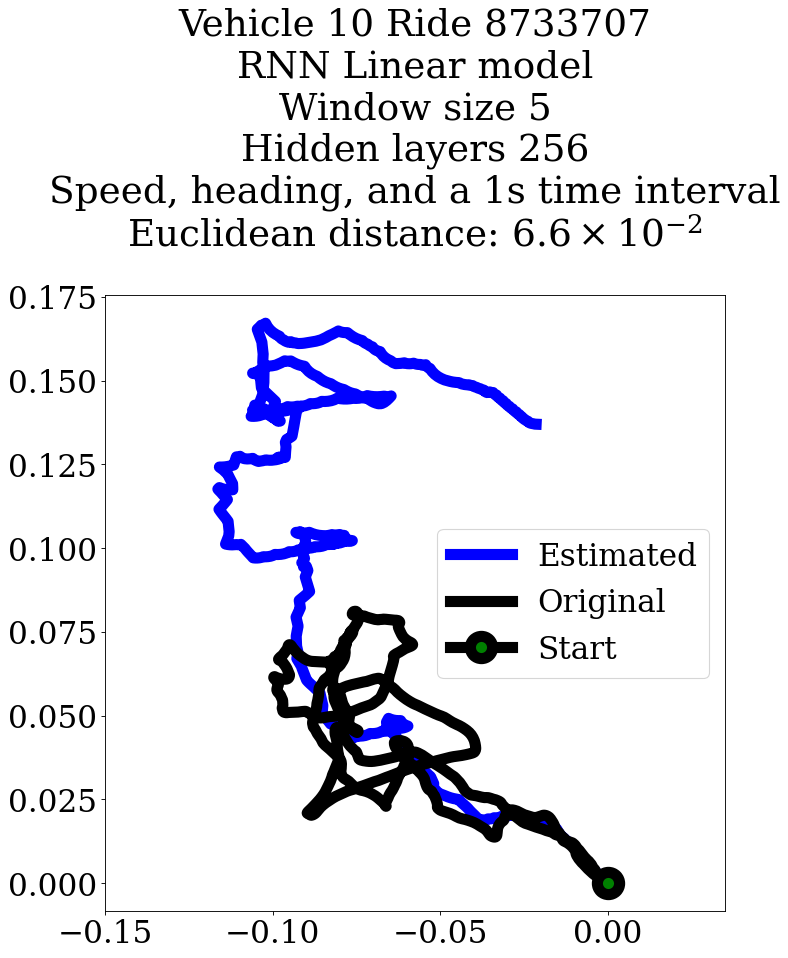 Vehicle 10 Ride 8733707
RNN Linear model
Window size 5
Hidden layers 256
Speed, heading, and a 1s time interval
Euclidean distance: 6.6 × 10⁻²
0.175
0.150
0.125
0.100
0.075
0.050
0.025
0.000
Estimated
Original
Start
−0.15
−0.10
−0.05
0.00